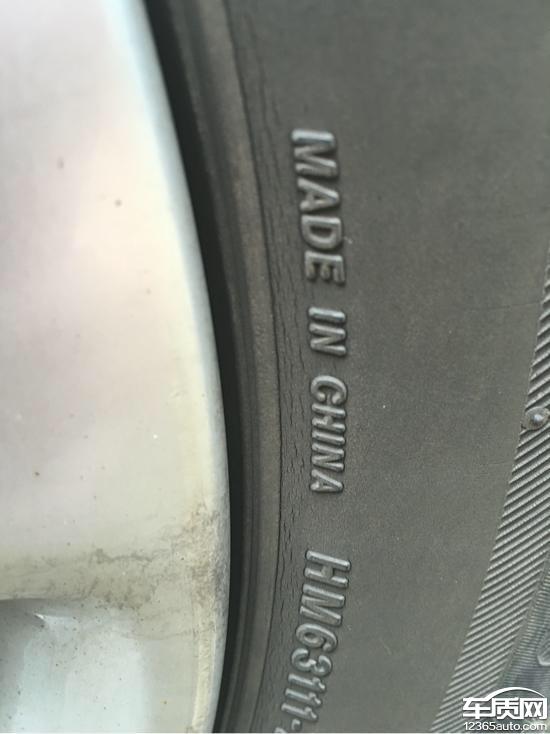 MADE IN CHINA
HM63111-
车质网
12365auto.com